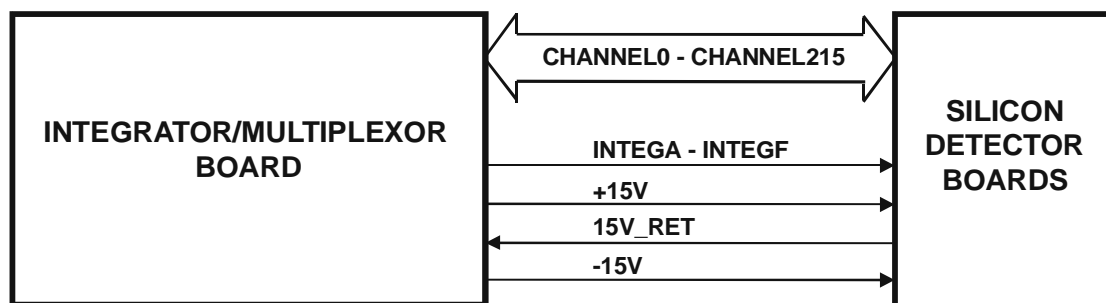 CHANNEL0 - CHANNEL215
INTEGRATOR/MULTIPLEXOR
BOARD
SILICON
DETECTOR
BOARDS
INTEGA - INTEGF
+15V
15V_RET
-15V